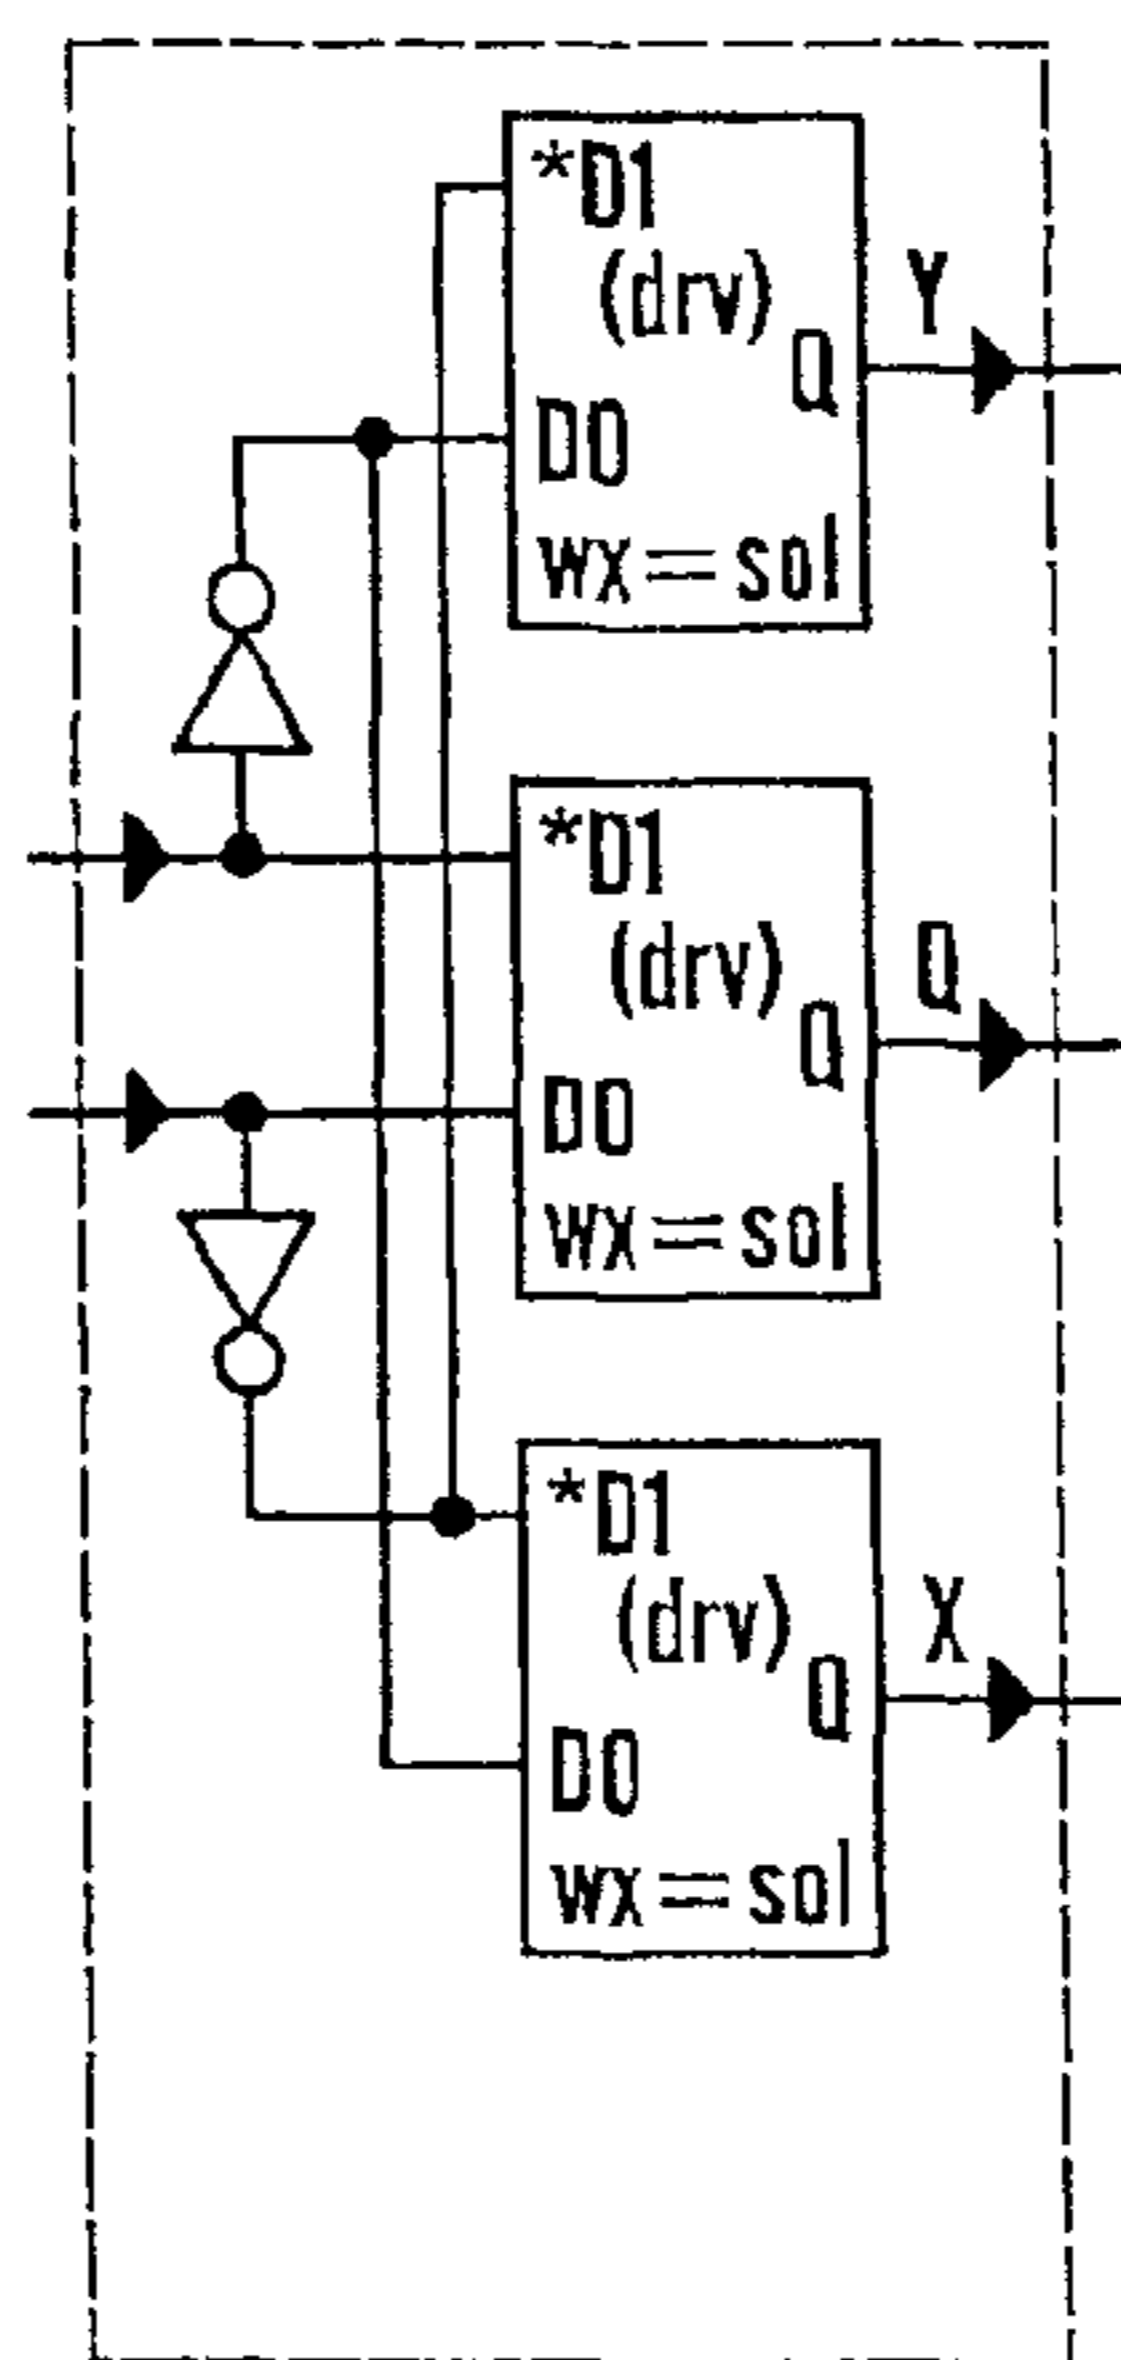 *D1
(drv)
Y
Q
D0
wx=sol
*D1
(drv)
Q
Q
D0
wx=sol
*D1
(drv)
X
Q
D0
wx=sol